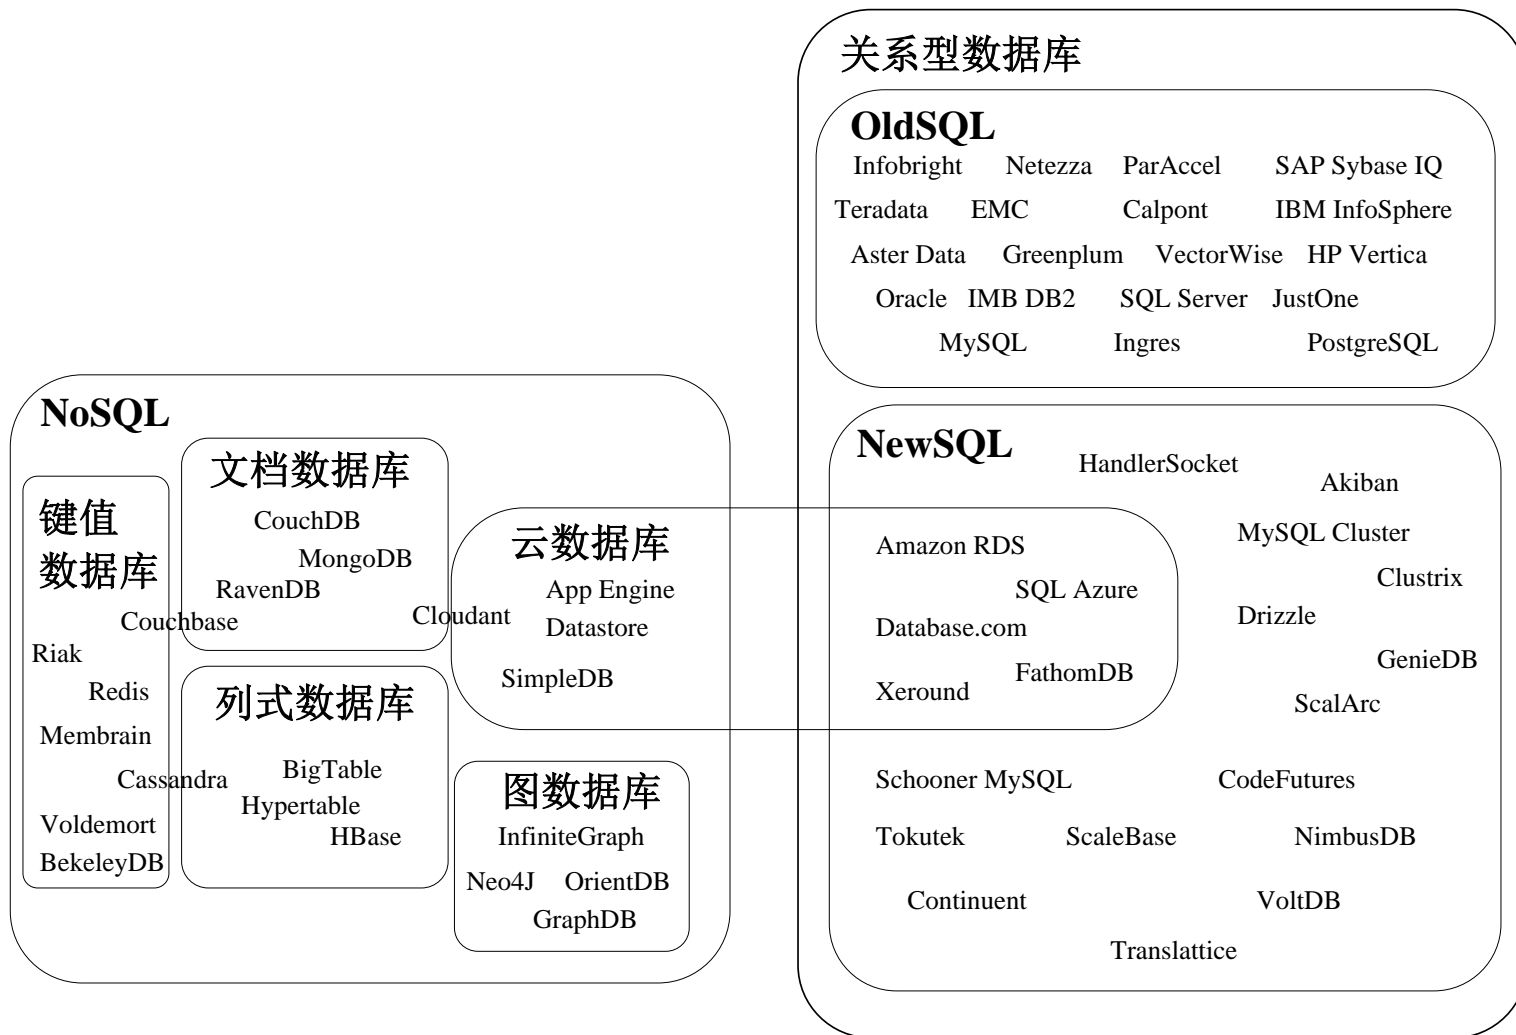 关系型数据库
OldSQL
Infobright Netezza ParAccel SAP Sybase IQ
Teradata EMC Calpont IBM InfoSphere
Aster Data Greenplum VectorWise HP Vertica
Oracle IMB DB2 SQL Server JustOne
MySQL Ingres PostgreSQL
NoSQL
键值
数据库
Couchbase
Riak
Redis
Membrain
Cassandra
Voldemort
BekeleyDB
文档数据库
CouchDB
MongoDB
RavenDB
Cloudant
列式数据库
BigTable
Hypertable
HBase
云数据库
App Engine
Datastore
SimpleDB
图数据库
InfiniteGraph
Neo4J OrientDB
GraphDB
NewSQL
HandlerSocket
Akiban
Amazon RDS
MySQL Cluster
SQL Azure
Clustrix
Database.com
Drizzle
FathomDB
GenieDB
Xeround
ScalArc
Schooner MySQL CodeFutures
Tokutek ScaleBase NimbusDB
Continuent VoltDB
Translattice